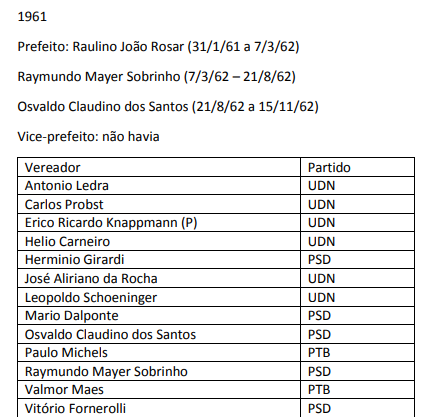 1961
Prefeito: Raulino João Rosar (31/1/61 a 7/3/62)
Raymundo Mayer Sobrinho (7/3/62 – 21/8/62)
Osvaldo Claudino dos Santos (21/8/62 a 15/11/62)
Vice-prefeito: não havia
Vereador Partido
Antonio Ledra UDN
Carlos Probst UDN
Erico Ricardo Knappmann (P) UDN
Helio Carneiro UDN
Herminio Girardi PSD
José Aliriano da Rocha UDN
Leopoldo Schoeninger UDN
Mario Dalponte PSD
Osvaldo Claudino dos Santos PSD
Paulo Michels PTB
Raymundo Mayer Sobrinho PSD
Valmor Maes PTB
Vitório Fornerolli PSD